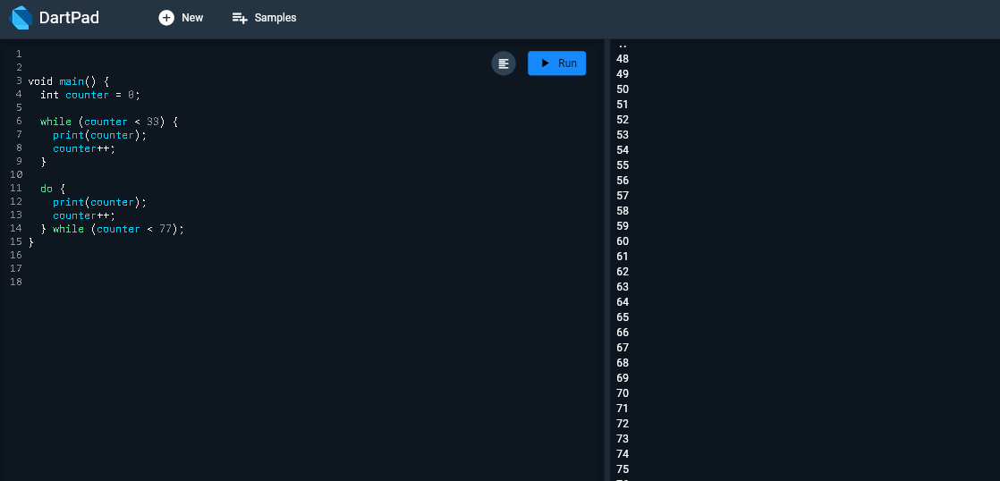 DartPad
New
Samples
Run
1
2
3 void main() {
4 int counter = 0;
5
6 while (counter < 33) {
7 print(counter);
8 counter++;
9 }
10
11 do {
12 print(counter);
13 counter++;
14 } while (counter < 77);
15 }
16
17
18
48
49
50
51
52
53
54
55
56
57
58
59
60
61
62
63
64
65
66
67
68
69
70
71
72
73
74
75